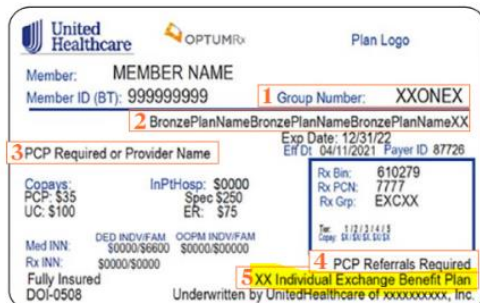 United
Healthcare
OPTUMRx
Plan Logo
Member: MEMBER NAME
Member ID (BT): 999999999
1 Group Number: XXONEX
2 BronzePlanNameBronzePlanNameBronzePlanNameXX
Exp Date: 12/31/22
3 PCP Required or Provider Name
Eff Dt 04/11/2021 Payer ID 87726
Copays:
PCP: $35
UC: $100
InPtHosp: $0000
Spec $250
ER: $75
Rx Bin: 610279
Rx PCN: 7777
Rx Grp: EXCXX
Tier: 1/2/3/4/5
DED INDV/FAM OOPM INDV/FAM
Med INN: $0000/$6600 $0000/$00000
Rx INN: $0000/$0000
4 PCP Referrals Required
Fully Insured
5 XX Individual Exchange Benefit Plan
DOI-0508
Underwritten by UnitedHealthcare of xxxxxxxxxx, Inc.